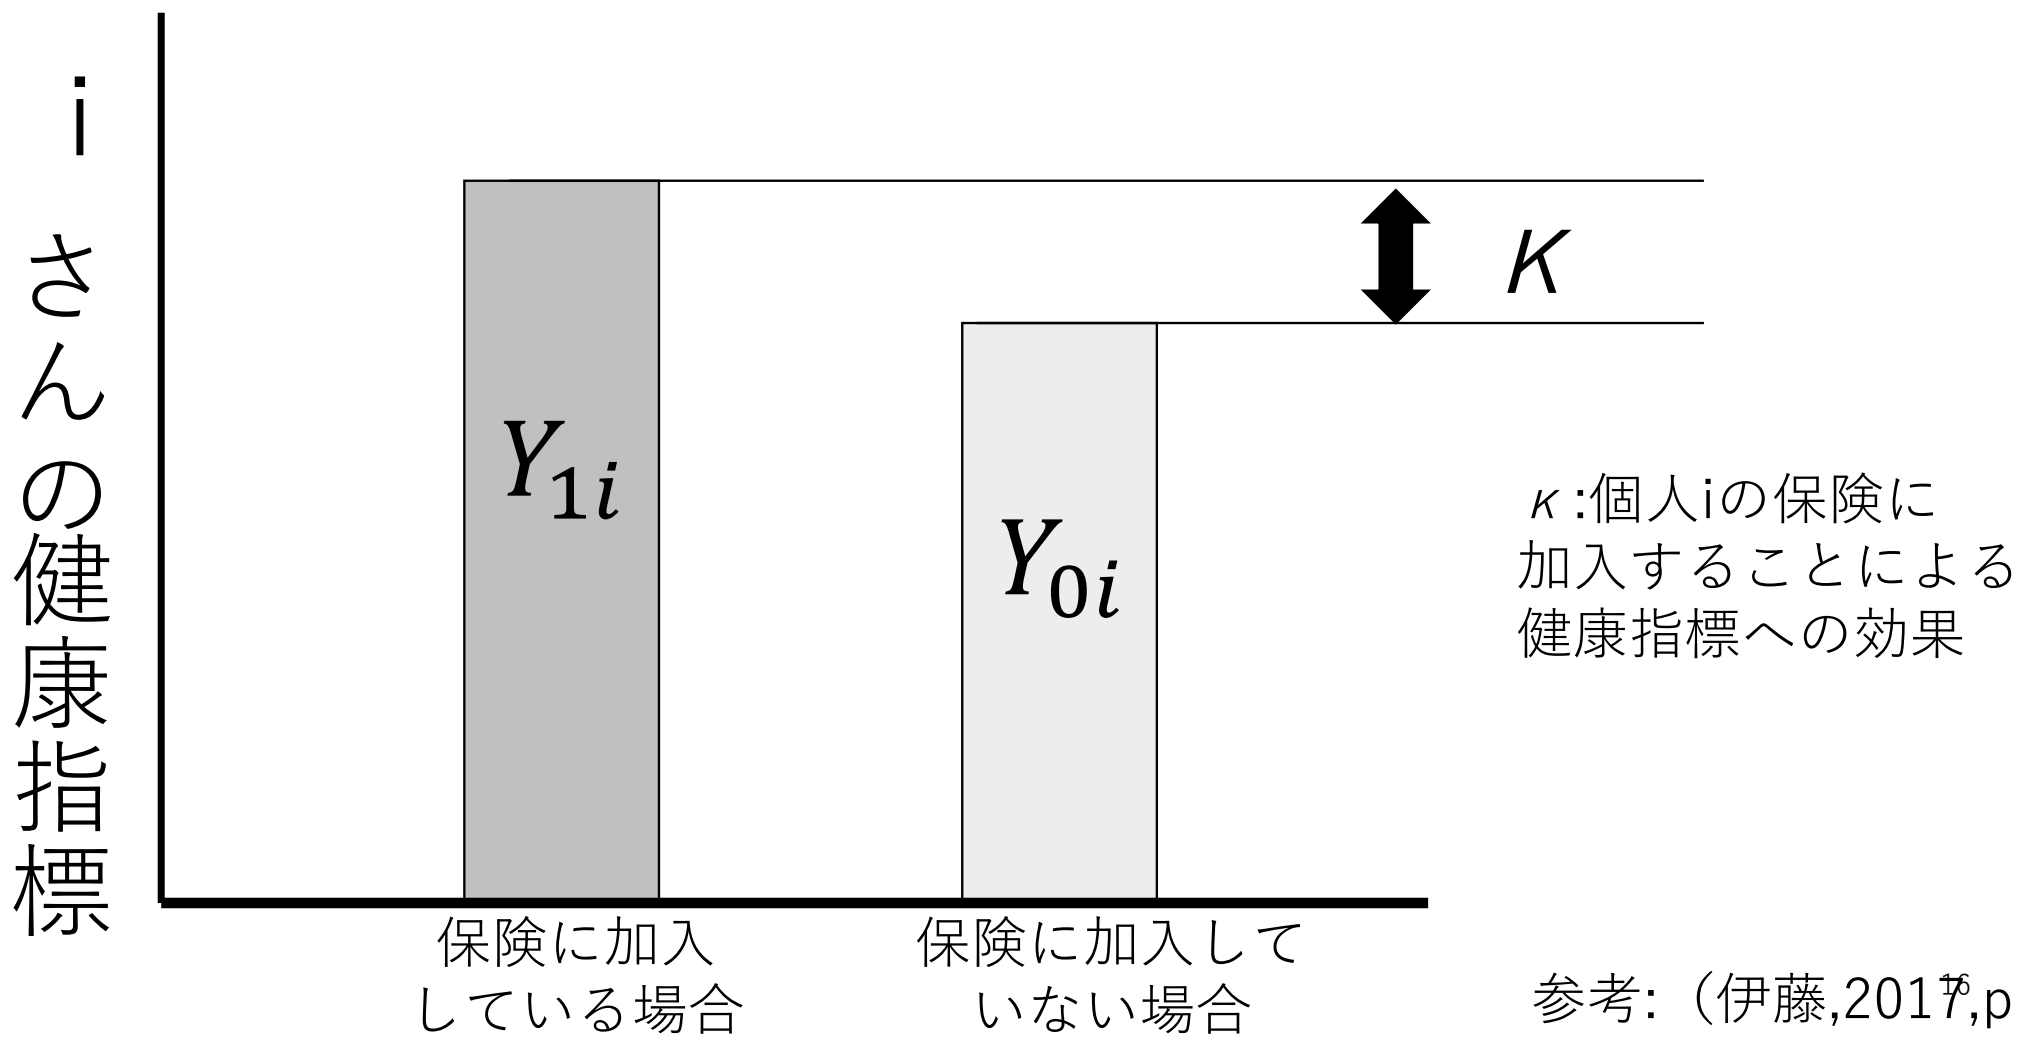 ｉさんの健康指標
Y1i
Y0i
κ
κ:個人iの保険に
加入することによる
健康指標への効果
保険に加入
している場合
保険に加入して
いない場合
参考:（伊藤,2017,p
16